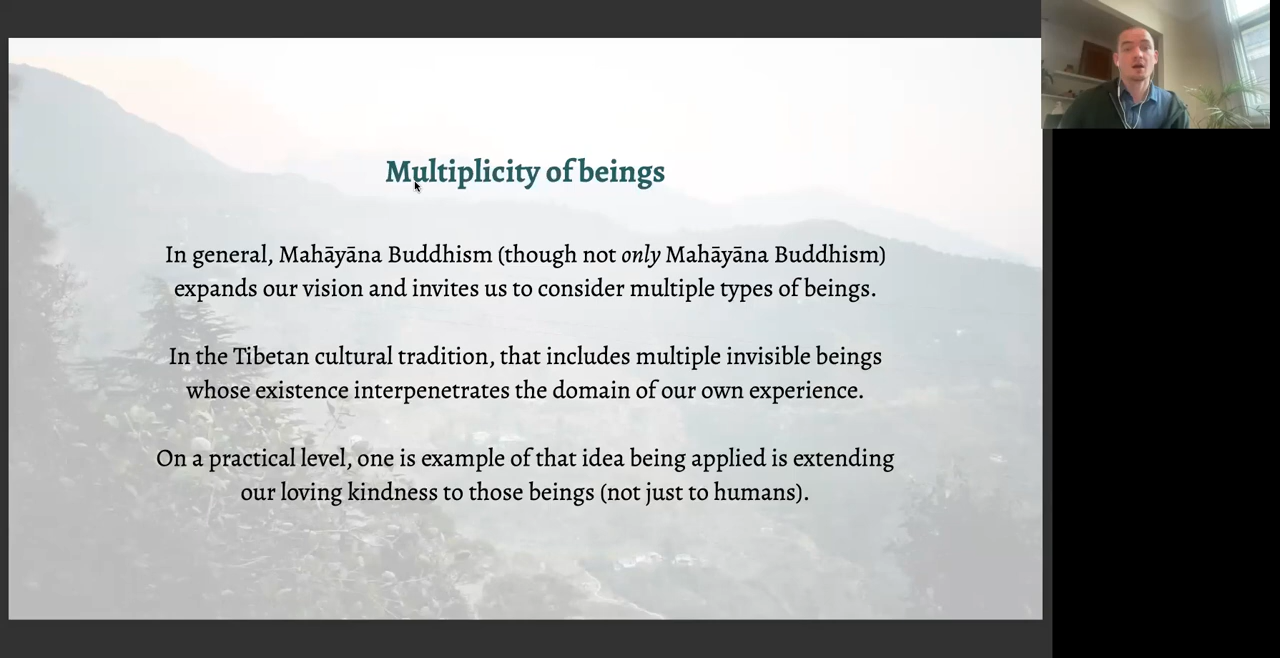 Multiplicity of beings
In general, Mahāyāna Buddhism (though not only Mahāyāna Buddhism)
expands our vision and invites us to consider multiple types of beings.
In the Tibetan cultural tradition, that includes multiple invisible beings
whose existence interpenetrates the domain of our own experience.
On a practical level, one is example of that idea being applied is extending
our loving kindness to those beings (not just to humans).